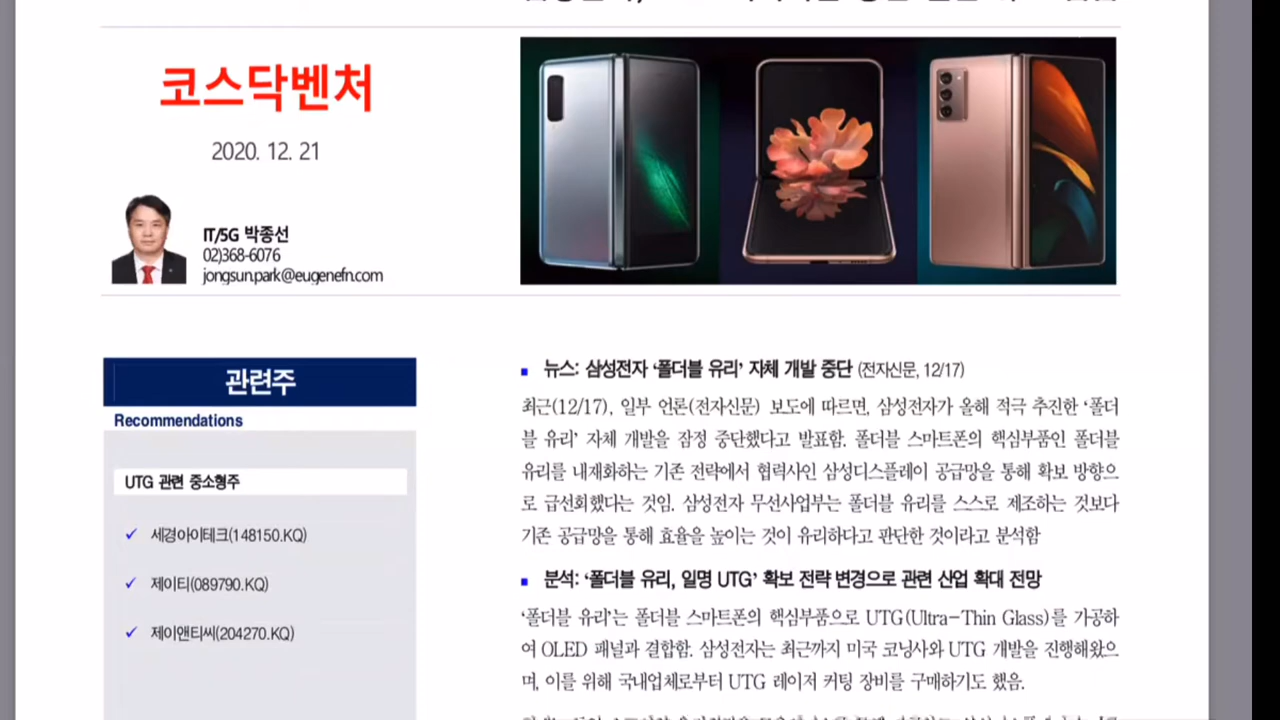 코스닥벤처
2020. 12. 21
IT/5G 박종선
02)368-6076
jongsun.park@eugenefn.com
관련주
Recommendations
UTG 관련 중소형주
✓ 세경하이테크(148150.KQ)
✓ 제이티(089790.KQ)
✓ 제이앤티씨(204270.KQ)
■ 뉴스: 삼성전자 ‘폴더블 유리’ 자체 개발 중단 (전자신문, 12/17)
최근(12/17), 일부 언론(전자신문) 보도에 따르면, 삼성전자가 올해 적극 추진한 ‘폴더
블 유리’ 자체 개발을 잠정 중단했다고 발표함. 폴더블 스마트폰의 핵심부품인 폴더블
유리를 내재화하는 기존 전략에서 협력사인 삼성디스플레이 공급망을 통해 확보 방향으
로 급선회했다는 것임. 삼성전자 무선사업부는 폴더블 유리를 스스로 제조하는 것보다
기존 공급망을 통해 효율을 높이는 것이 유리하다고 판단한 것이라고 분석함
■ 분석: ‘폴더블 유리, 일명 UTG’ 확보 전략 변경으로 관련 산업 확대 전망
‘폴더블 유리’는 폴더블 스마트폰의 핵심부품으로 UTG(Ultra-Thin Glass)를 가공하
여 OLED 패널과 결합함. 삼성전자는 최근까지 미국 코닝사와 UTG 개발을 진행해왔으
며, 이를 위해 국내업체로부터 UTG 레이저 커팅 장비를 구매하기도 했음.